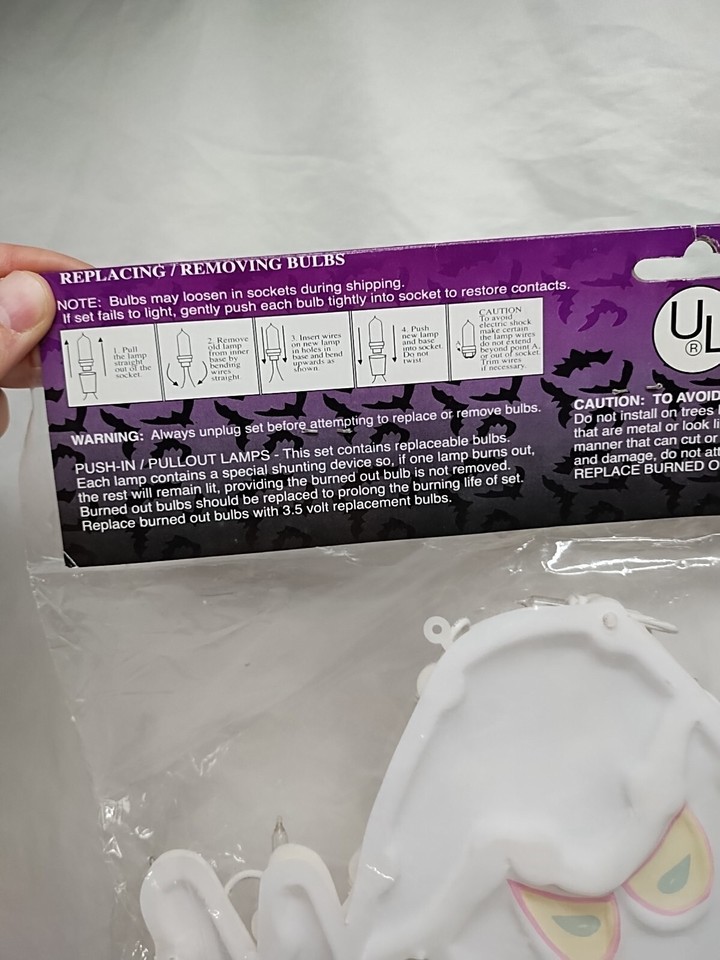 REPLACING / REMOVING BULBS
NOTE: Bulbs may loosen in sockets during shipping.
If set fails to light, gently push each bulb tightly into socket to restore contacts.
1. Pull
the lamp
straight
out of the
socket.
2. Remove
old lamp
from inner
base by
bending
wires
straight.
3. Insert wires
on new lamp
in holes in
base and bend
upwards as
shown.
4. Push
new lamp
and base
into socket.
Do not
twist.
CAUTION
To avoid
electric shock
make certain
the lamp wires
do not extend
beyond point A,
or out of socket.
Trim wires
if necessary.
WARNING: Always unplug set before attempting to replace or remove bulbs.
PUSH-IN / PULLOUT LAMPS - This set contains replaceable bulbs.
Each lamp contains a special shunting device so, if one lamp burns out,
the rest will remain lit, providing the burned out bulb is not removed.
Burned out bulbs should be replaced to prolong the burning life of set.
Replace burned out bulbs with 3.5 volt replacement bulbs.
UL
®
CAUTION: TO AVOID
Do not install on trees
that are metal or look
manner that can cut or
and damage, do not
REPLACE BURNED